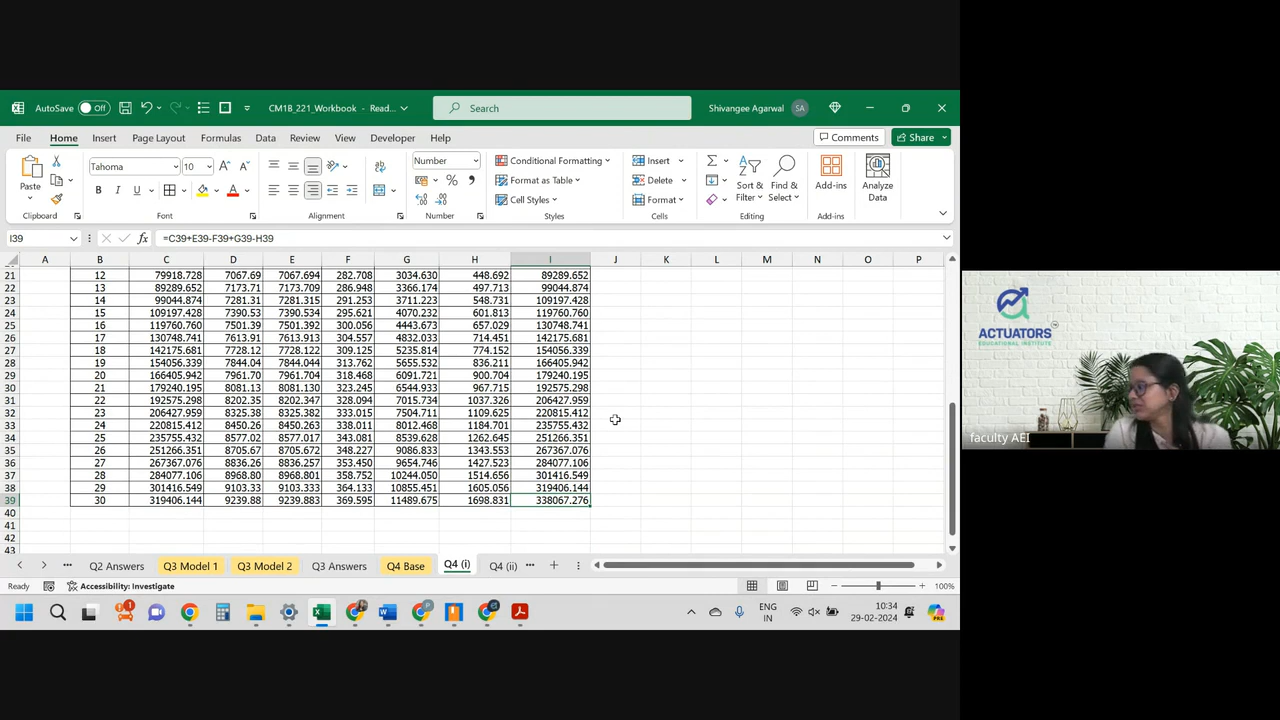 AutoSave Off CM1B_221_Workbook - Read... Search Shivangee Agarwal SA
File Home Insert Page Layout Formulas Data Review View Developer Help Comments Share
Paste Tahoma 10 Number Conditional Formatting Insert Sort & Filter Find & Select Add-ins Analyze Data
B I U Format as Table Delete
Cell Styles Format
Clipboard Font Alignment Number Styles Cells Editing Add-ins
I39 fx =C39+E39-F39+G39-H39
A B C D E F G H I J K L M N O P
21 12 79918.728 7067.69 7067.694 282.708 3034.630 448.692 89289.652
22 13 89289.652 7173.71 7173.709 286.948 3366.174 497.713 99044.874
23 14 99044.874 7281.31 7281.315 291.253 3711.223 548.731 109197.428
24 15 109197.428 7390.53 7390.534 295.621 4070.232 601.813 119760.760
25 16 119760.760 7501.39 7501.392 300.056 4443.673 657.029 130748.741
26 17 130748.741 7613.91 7613.913 304.557 4832.033 714.451 142175.681
27 18 142175.681 7728.12 7728.122 309.125 5235.814 774.152 154056.339
28 19 154056.339 7844.04 7844.044 313.762 5655.532 836.211 166405.942
29 20 166405.942 7961.70 7961.704 318.468 6091.721 900.704 179240.195
30 21 179240.195 8081.13 8081.130 323.245 6544.933 967.715 192575.298
31 22 192575.298 8202.35 8202.347 328.094 7015.734 1037.326 206427.959
32 23 206427.959 8325.38 8325.382 333.015 7504.711 1109.625 220815.412
33 24 220815.412 8450.26 8450.263 338.011 8012.468 1184.701 235755.432
34 25 235755.432 8577.02 8577.017 343.081 8539.628 1262.645 251266.351
35 26 251266.351 8705.67 8705.672 348.227 9086.833 1343.553 267367.076
36 27 267367.076 8836.26 8836.257 353.450 9654.746 1427.523 284077.106
37 28 284077.106 8968.80 8968.801 358.752 10244.050 1514.656 301416.549
38 29 301416.549 9103.33 9103.333 364.133 10855.451 1605.056 319406.144
39 30 319406.144 9239.88 9239.883 369.595 11489.675 1698.831 338067.276
40
41
42
43
Q2 Answers Q3 Model 1 Q3 Model 2 Q3 Answers Q4 Base Q4 (i) Q4 (ii)
Ready Accessibility: Investigate 100%
ENG IN 10:34 29-02-2024
ACTUATORS
EDUCATIONAL INSTITUTE
faculty AEI